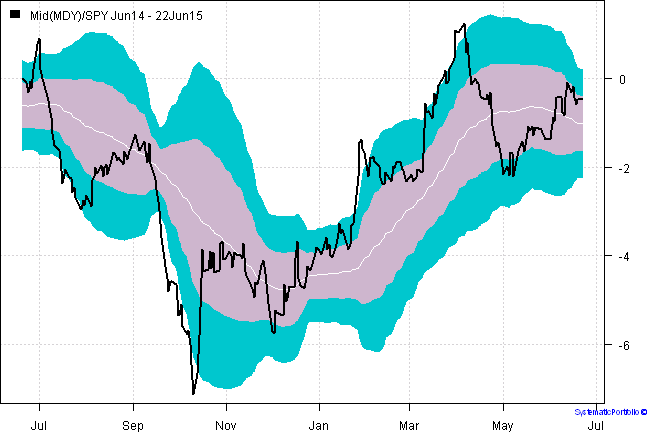 Mid(MDY)/SPY Jun14 - 22Jun15
0
-2
-4
-6
SystematicPortfolio ©
Jul Sep Nov Jan Mar May Jul